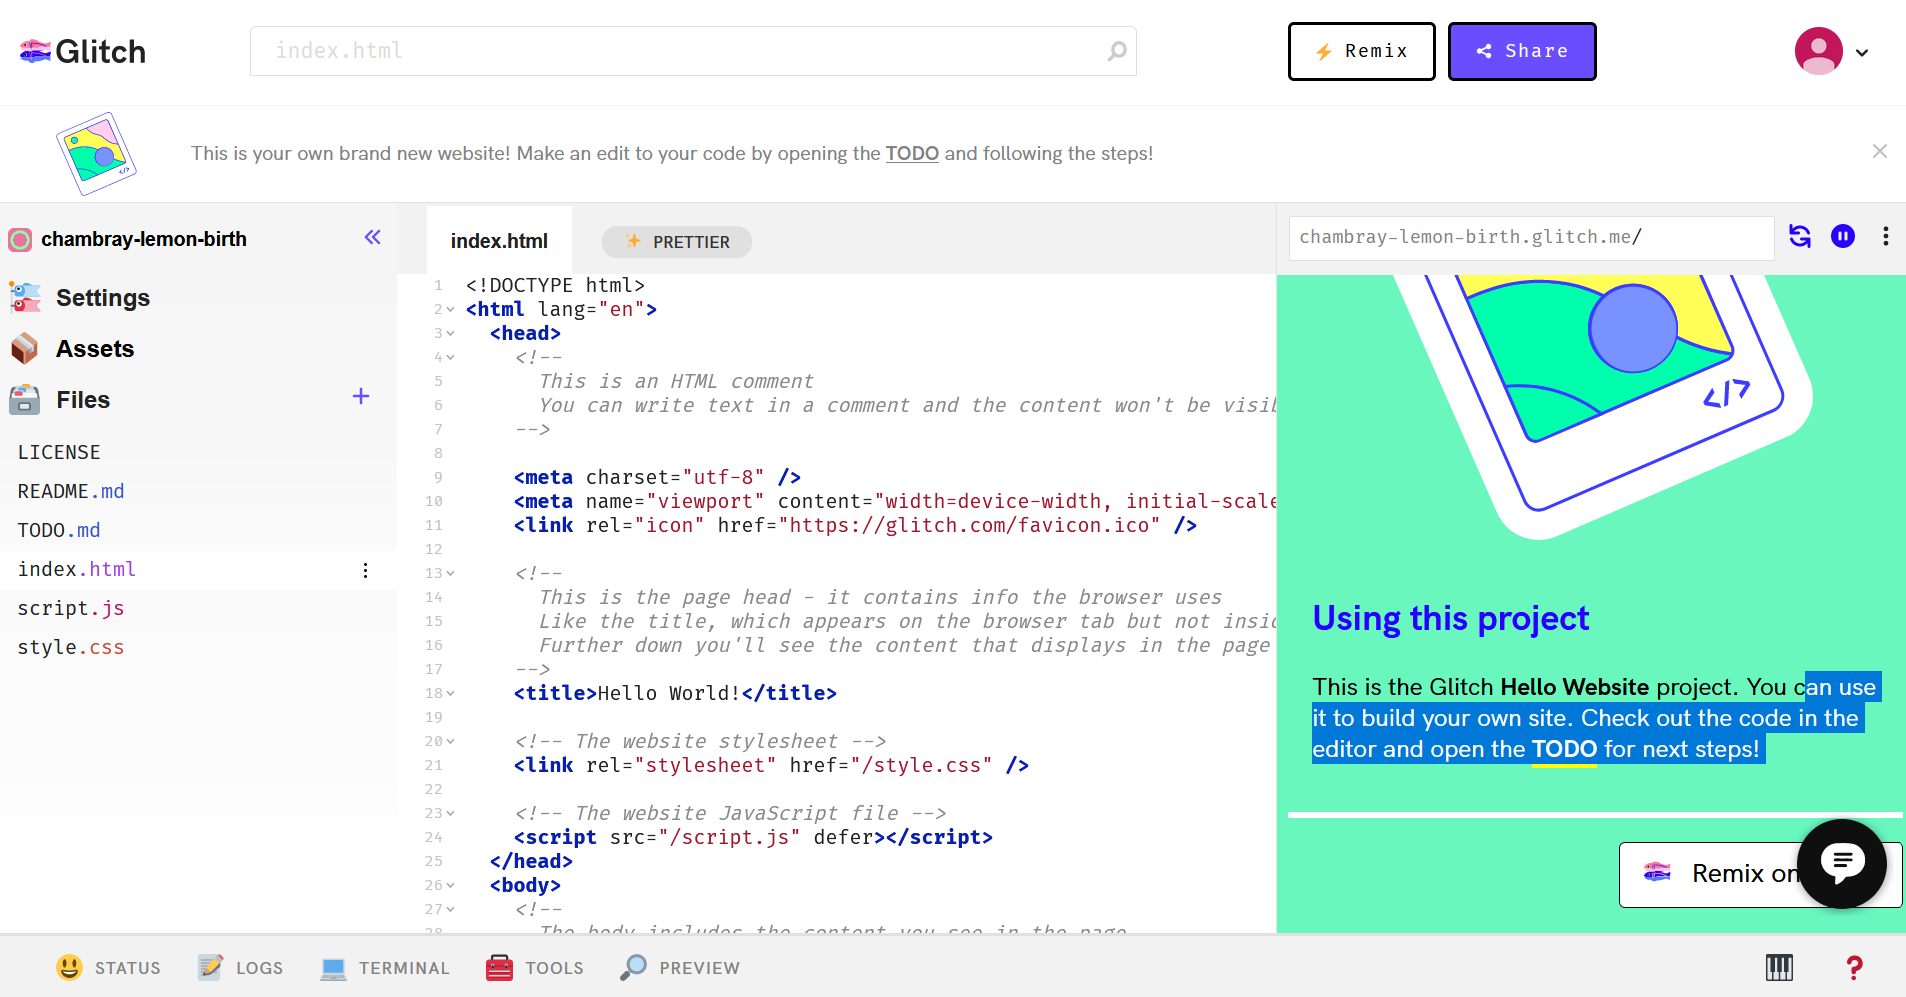 Glitch
index.html
Remix
Share
This is your own brand new website! Make an edit to your code by opening the TODO and following the steps!
chambray-lemon-birth
Settings
Assets
Files
LICENSE
README.md
TODO.md
index.html
script.js
style.css
index.html
PRETTIER
1 <!DOCTYPE html>
2 <html lang="en">
3 <head>
4 <!--
5 This is an HTML comment
6 You can write text in a comment and the content won't be
7 -->
8
9 <meta charset="utf-8" />
10 <meta name="viewport" content="width=device-width, initial-scale
11 <link rel="icon" href="https://glitch.com/favicon.ico" />
12
13 <!--
14 This is the page head - it contains info the browser uses
15 Like the title, which appears on the browser tab but not
16 Further down you'll see the content that displays in the page
17 -->
18 <title>Hello World!</title>
19
20 <!-- The website stylesheet -->
21 <link rel="stylesheet" href="/style.css" />
22
23 <!-- The website JavaScript file -->
24 <script src="/script.js" defer></script>
25 </head>
26 <body>
27 <!--
28 The body includes the content you see in the page
chambray-lemon-birth.glitch.me/
</>
Using this project
This is the Glitch Hello Website project. You can use
it to build your own site. Check out the code in the
editor and open the TODO for next steps!
Remix on
STATUS
LOGS
TERMINAL
TOOLS
PREVIEW
?